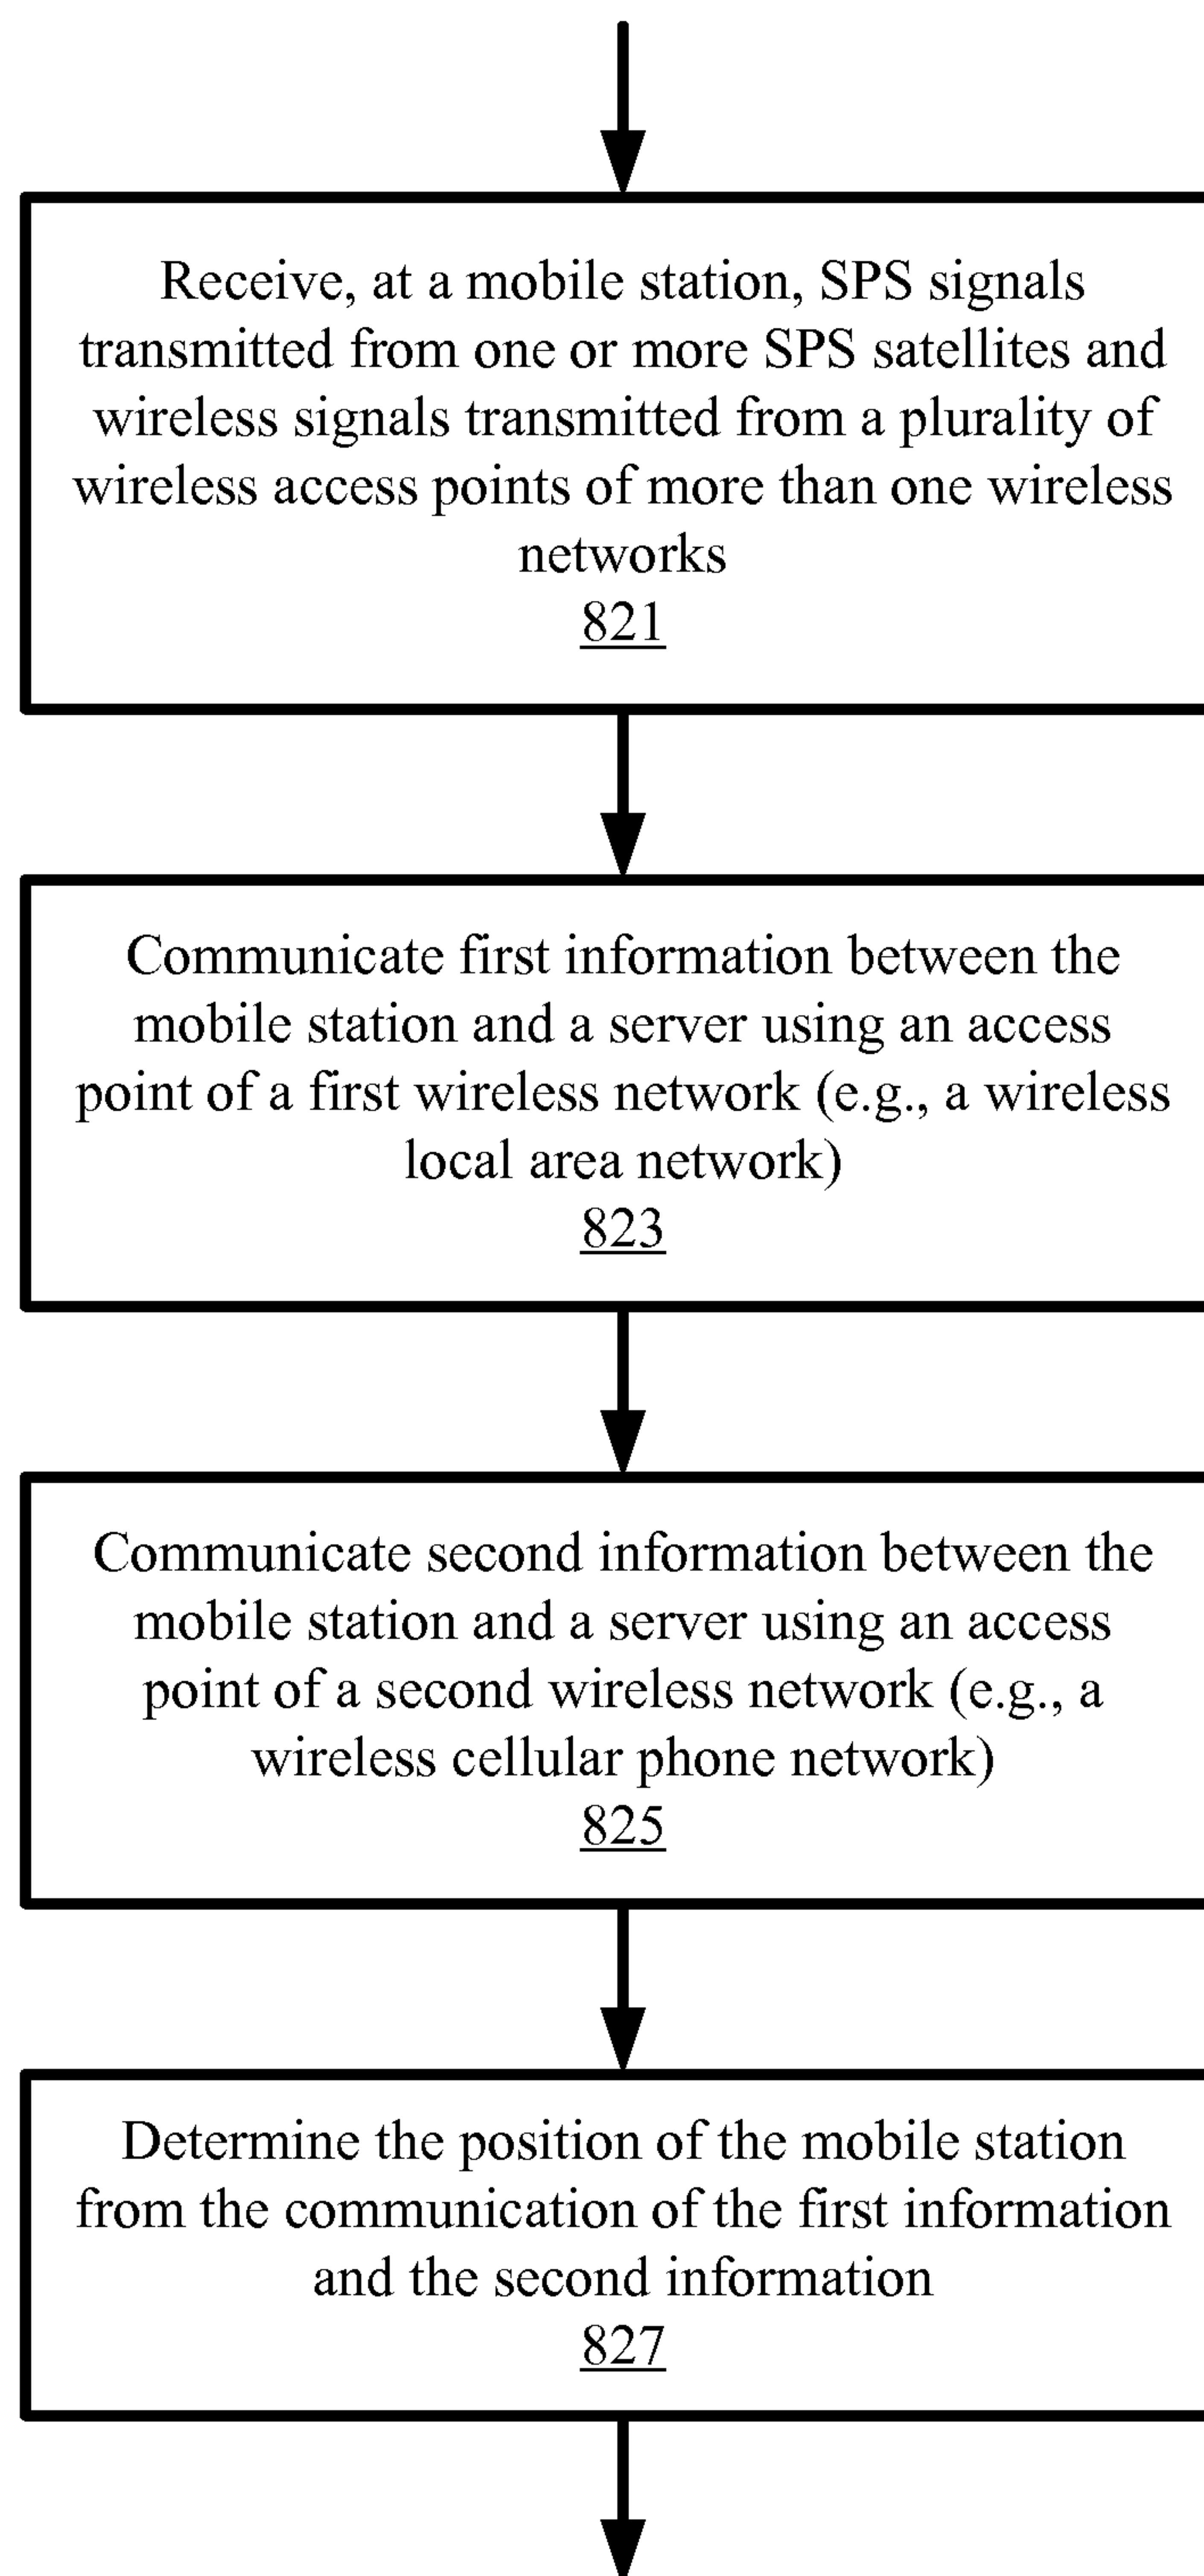 Receive, at a mobile station, SPS signals
transmitted from one or more SPS satellites and
wireless signals transmitted from a plurality of
wireless access points of more than one wireless
networks
821
Communicate first information between the
mobile station and a server using an access
point of a first wireless network (e.g., a wireless
local area network)
823
Communicate second information between the
mobile station and a server using an access
point of a second wireless network (e.g., a
wireless cellular phone network)
825
Determine the position of the mobile station
from the communication of the first information
and the second information
827